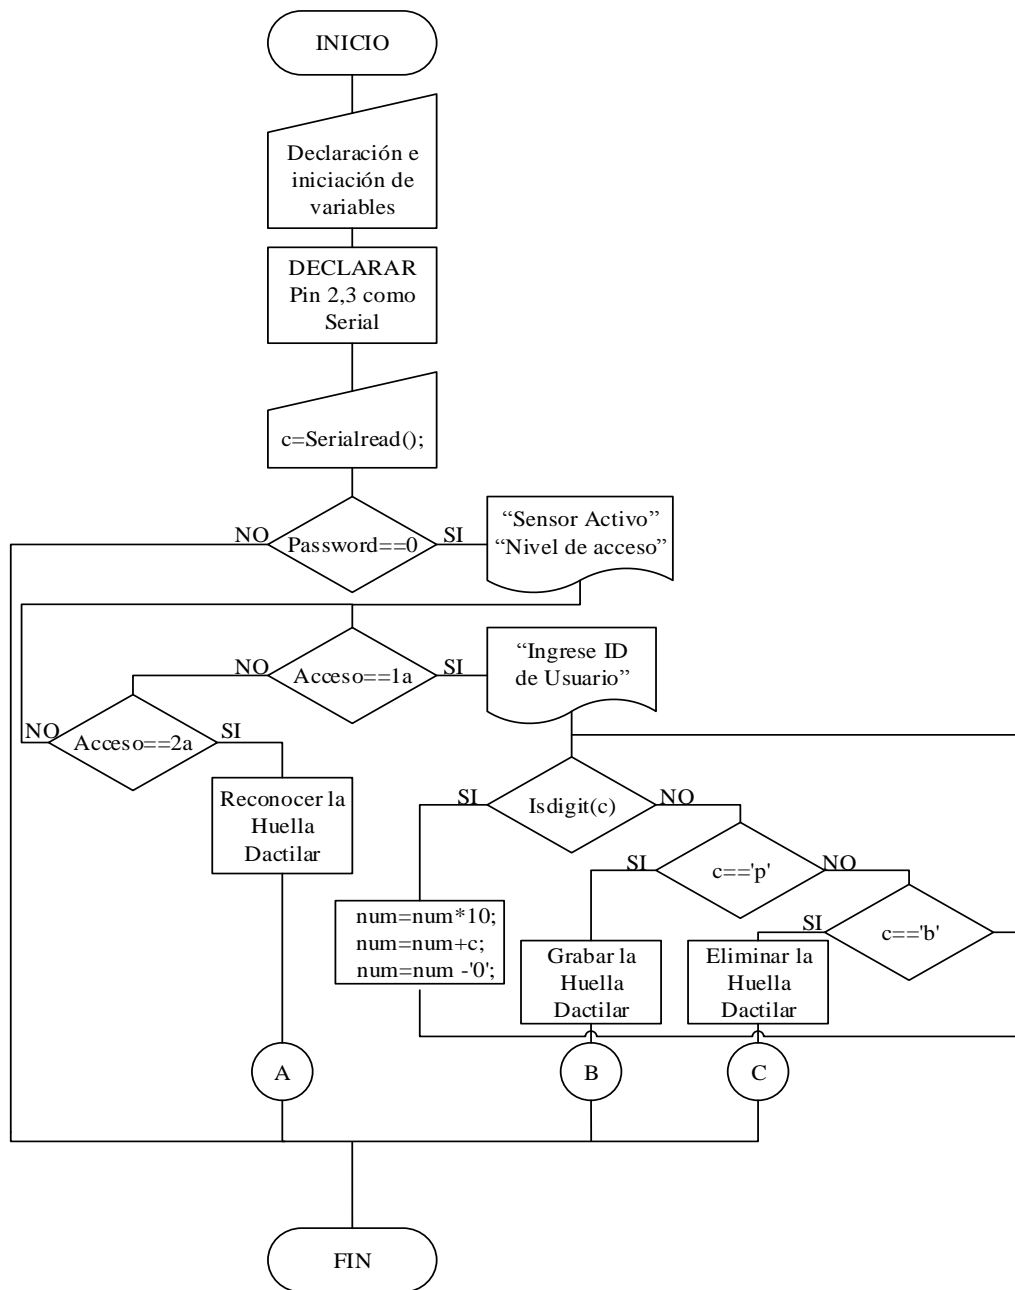 INICIO
Declaración e
iniciación de
variables
DECLARAR
Pin 2,3 como
Serial
c=Serialread();
NO
Password==0
SI
“Sensor Activo”
“Nivel de acceso”
NO
Acceso==1a
SI
“Ingrese ID
de Usuario”
NO
Acceso==2a
SI
Reconocer la
Huella
Dactilar
SI
Isdigit(c)
NO
SI
c=='p'
NO
num=num*10;
num=num+c;
num=num -'0';
SI
c=='b'
Grabar la
Huella
Dactilar
Eliminar la
Huella
Dactilar
A
B
C
FIN